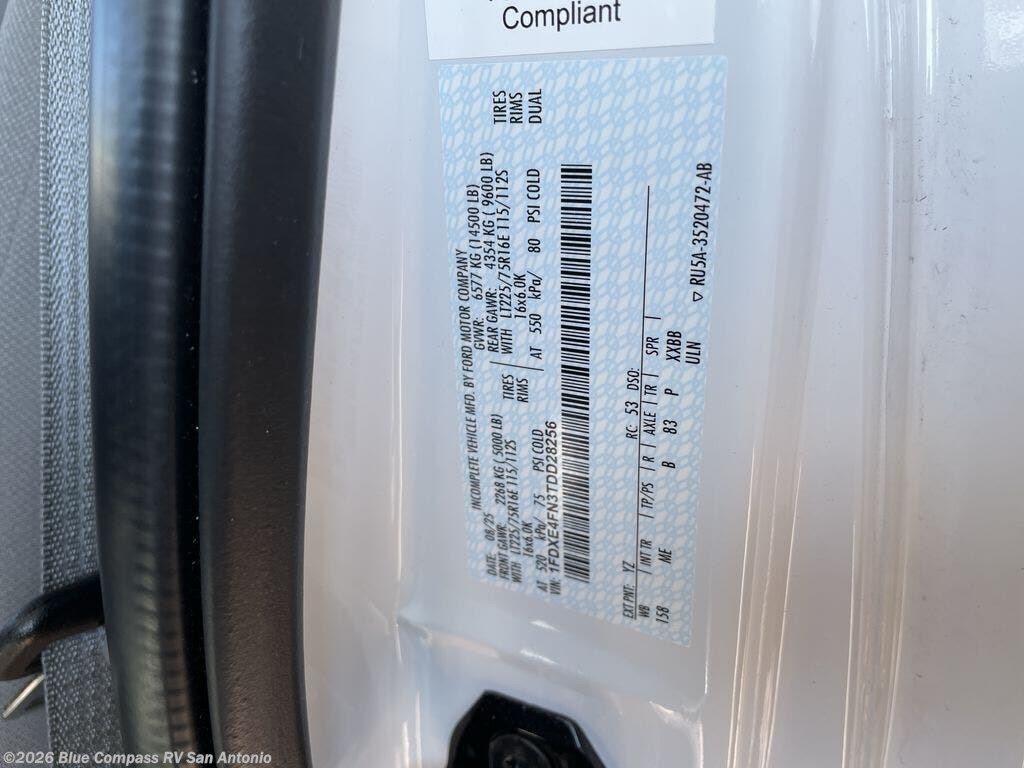 Compliant
INCOMPLETE VEHICLE MFD. BY FORD MOTOR COMPANY
DATE: 08/25 GVWR: 6577 KG (14500 LB)
FRONT GAWR: 2268 KG (5000 LB) REAR GAWR: 4354 KG ( 9600 LB)
WITH LT225/75R16E 115/112S TIRES WITH LT225/75R16E 115/112S TIRES
16x6.0K RIMS 16x6.0K RIMS
AT 520 kPa/ 75 PSI COLD AT 550 kPa/ 80 PSI COLD DUAL
VIN: 1FDXE4FN3TDD28256
EXT PNT: YZ RC: 53 DSO:
WB | INT TR | TP/PS | R | AXLE | TR | SPR |
158 ME B 83 P XXBB
ULN ▽ RU5A-3520472-AB
©2026 Blue Compass RV San Antonio